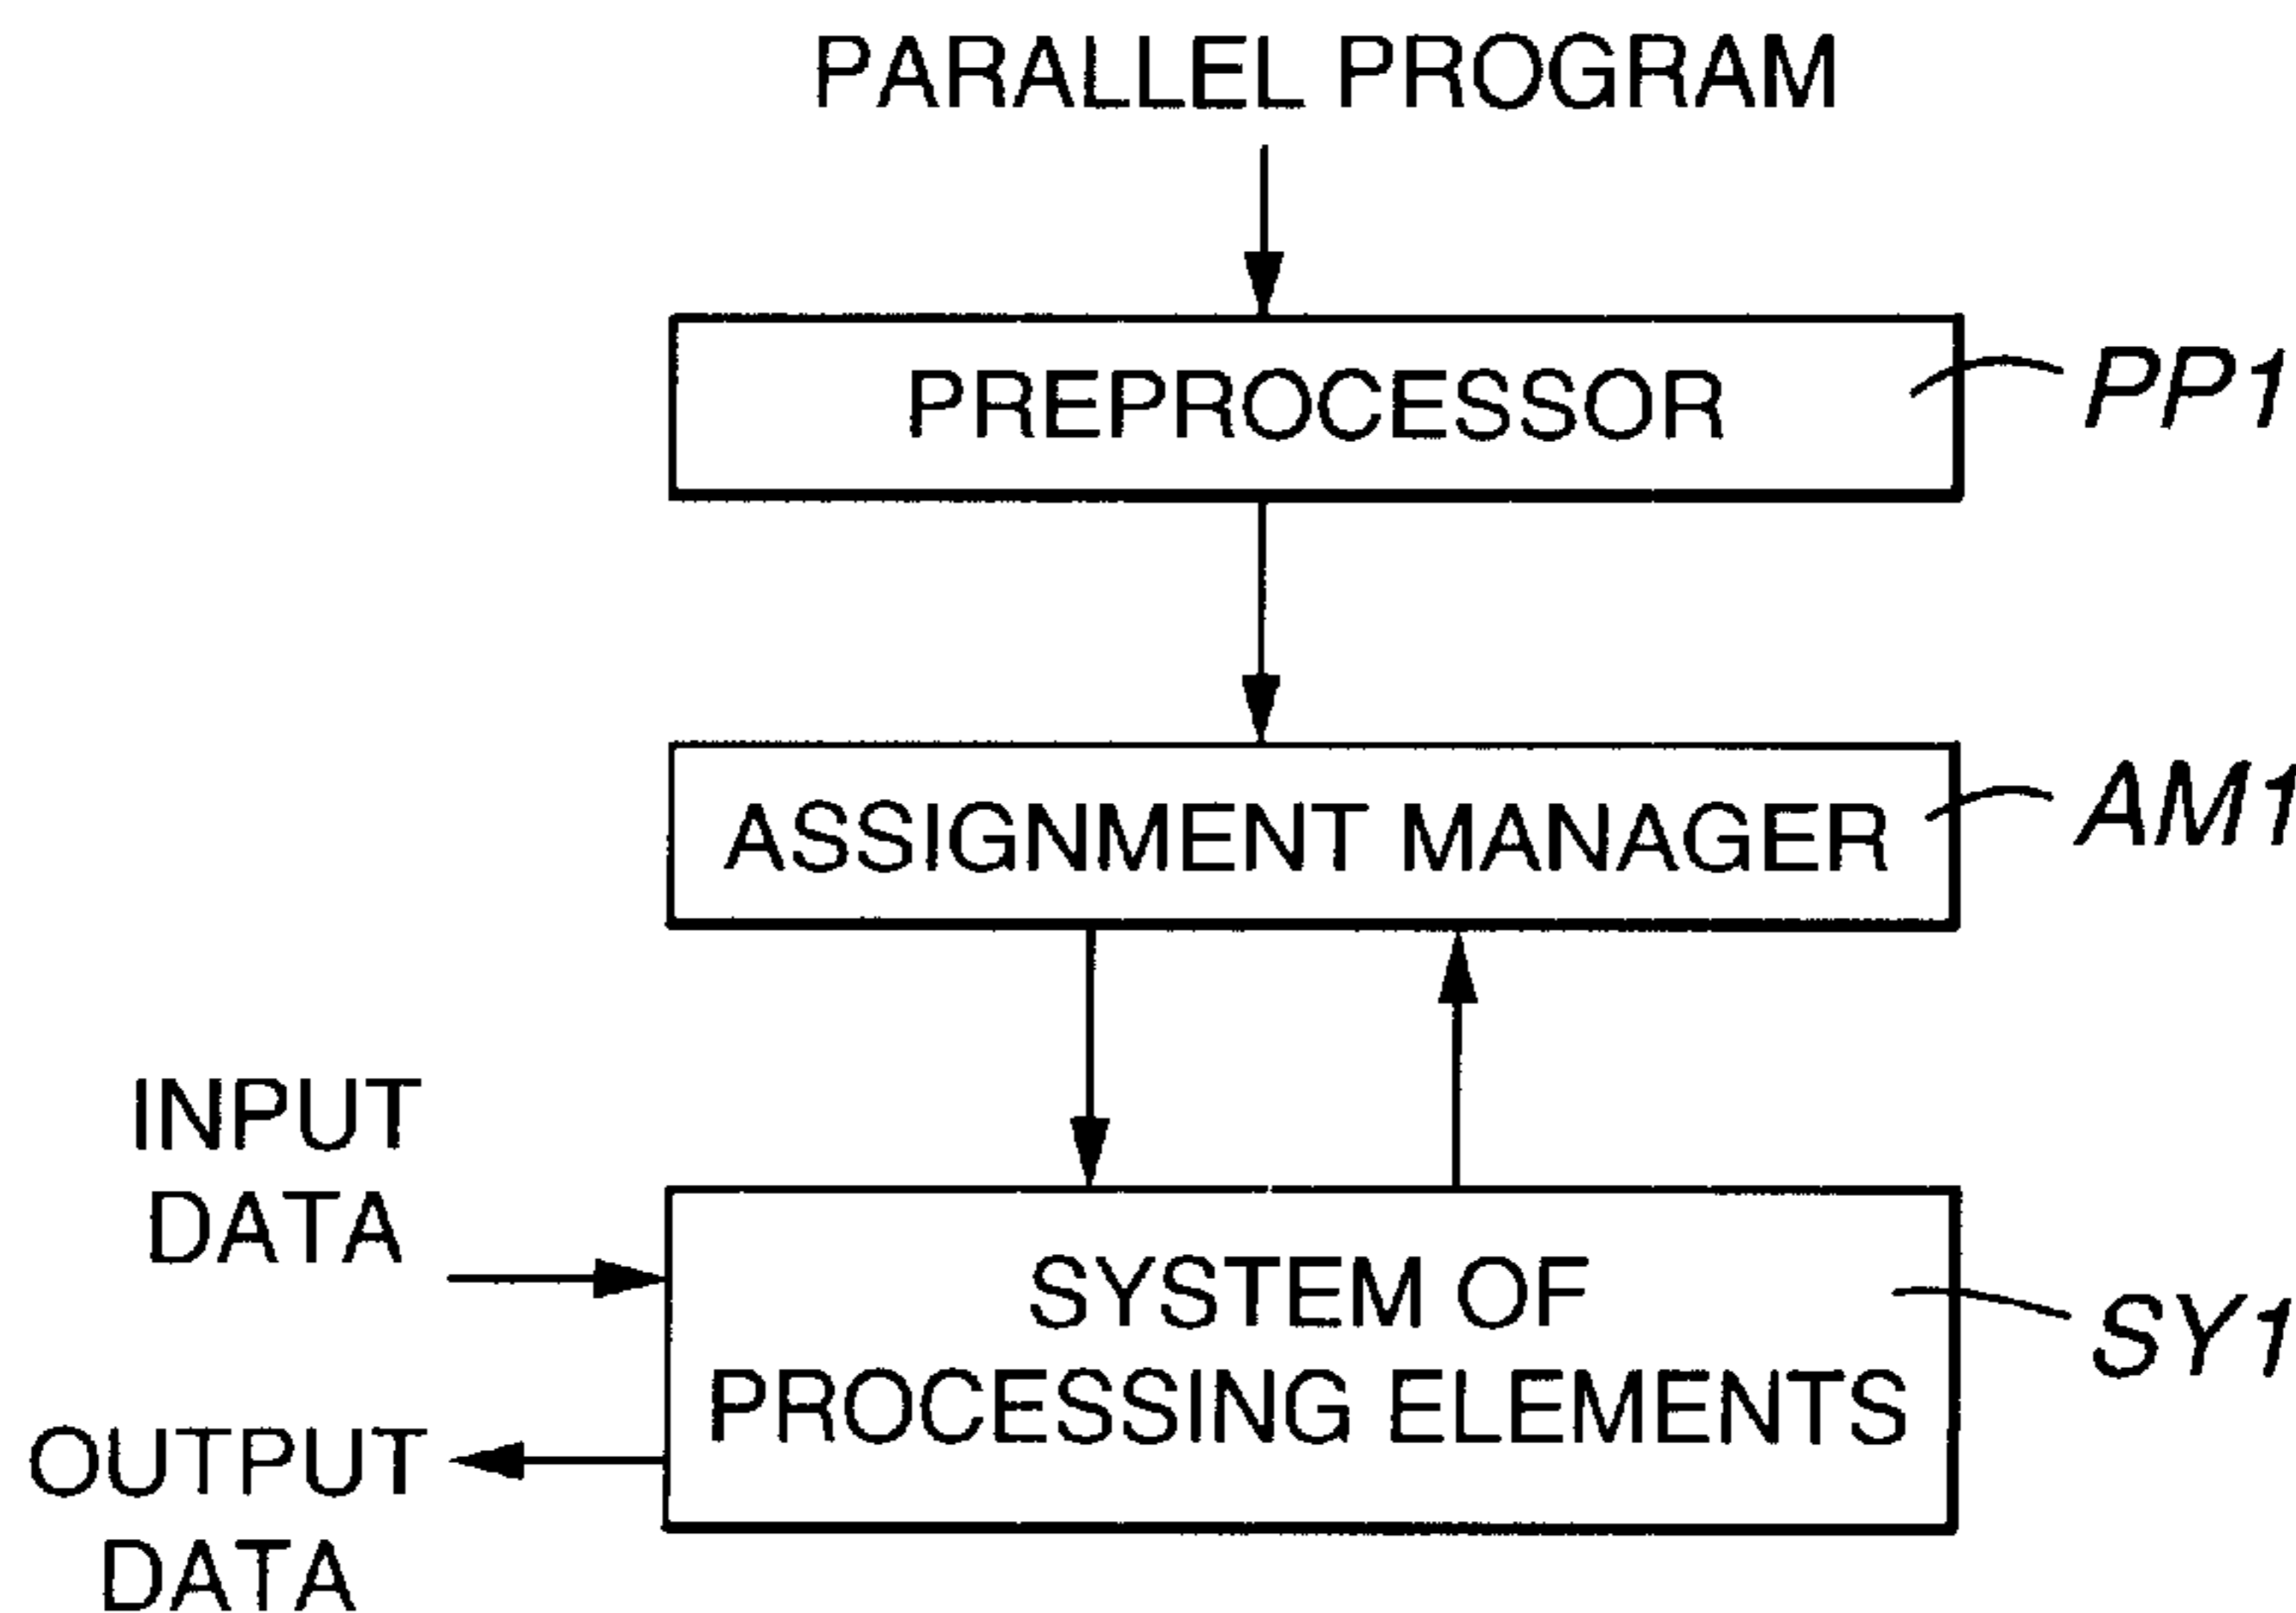 PARALLEL PROGRAM
PREPROCESSOR
PP1
ASSIGNMENT MANAGER
AM1
INPUT
DATA
SYSTEM OF
PROCESSING ELEMENTS
SY1
OUTPUT
DATA